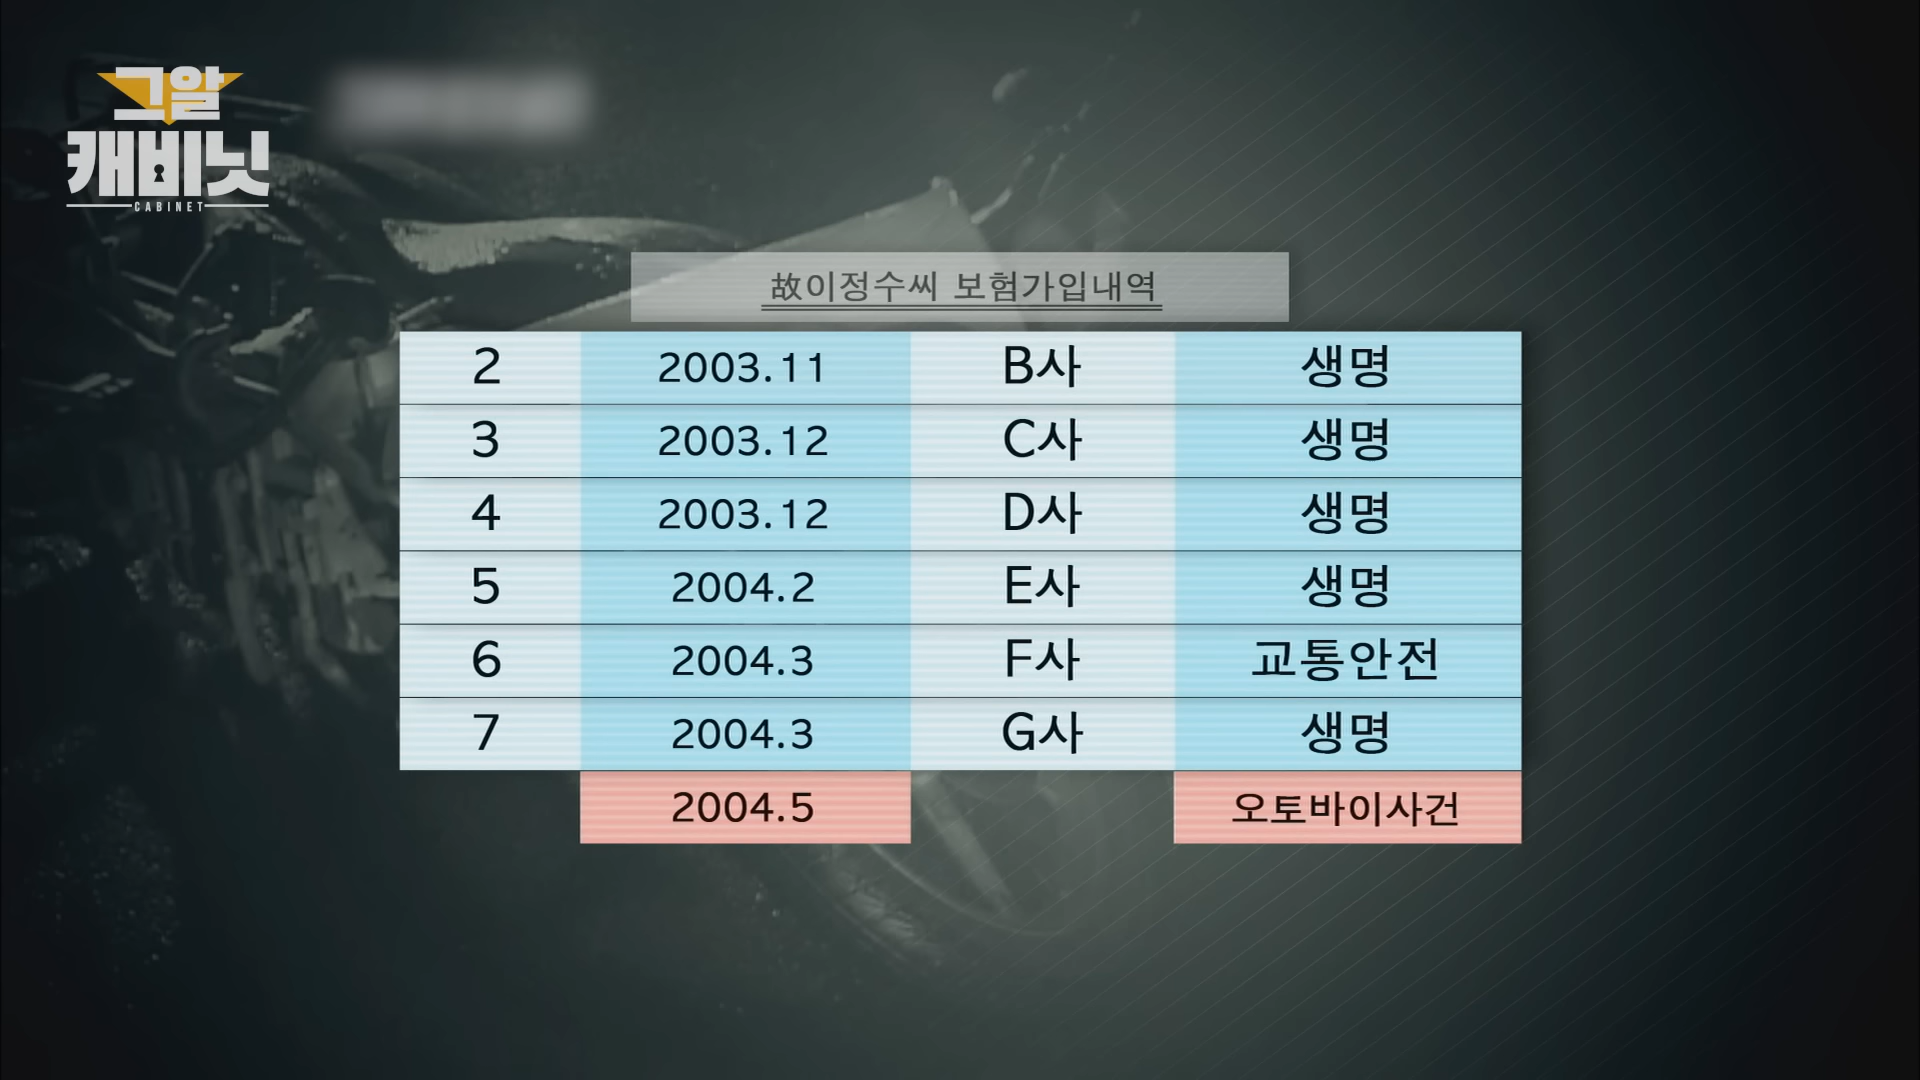 그알
캐비닛
CABINET
故이정수씨 보험가입내역
2 2003.11 B사 생명
3 2003.12 C사 생명
4 2003.12 D사 생명
5 2004.2 E사 생명
6 2004.3 F사 교통안전
7 2004.3 G사 생명
2004.5 오토바이사건